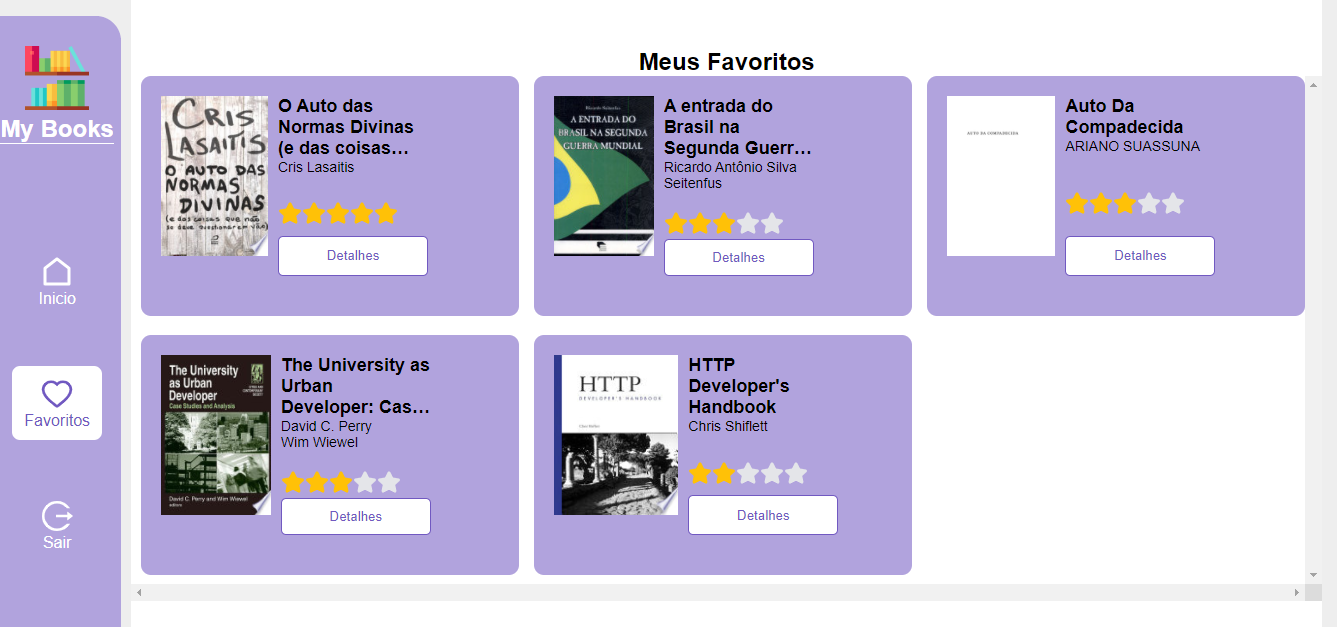 My Books
Inicio
Favoritos
Sair
Meus Favoritos
CRIS
LASAITIS
O AUTO DAS
NORMAS
DIVINAS
(e das coisas que não
se deve questionar em vão)
O Auto das
Normas Divinas
(e das coisas…
Cris Lasaitis
Detalhes
Ricardo Seitenfus
A ENTRADA DO
BRASIL NA SEGUNDA
GUERRA MUNDIAL
A entrada do
Brasil na
Segunda Guerr…
Ricardo Antônio Silva
Seitenfus
Detalhes
AUTO DA COMPADECIDA
Auto Da
Compadecida
ARIANO SUASSUNA
Detalhes
The University
as Urban
Developer
Case Studies and Analysis
David C. Perry and Wim Wiewel
editors
The University as
Urban
Developer: Cas…
David C. Perry
Wim Wiewel
Detalhes
HTTP
DEVELOPER'S HANDBOOK
HTTP
Developer's
Handbook
Chris Shiflett
Detalhes